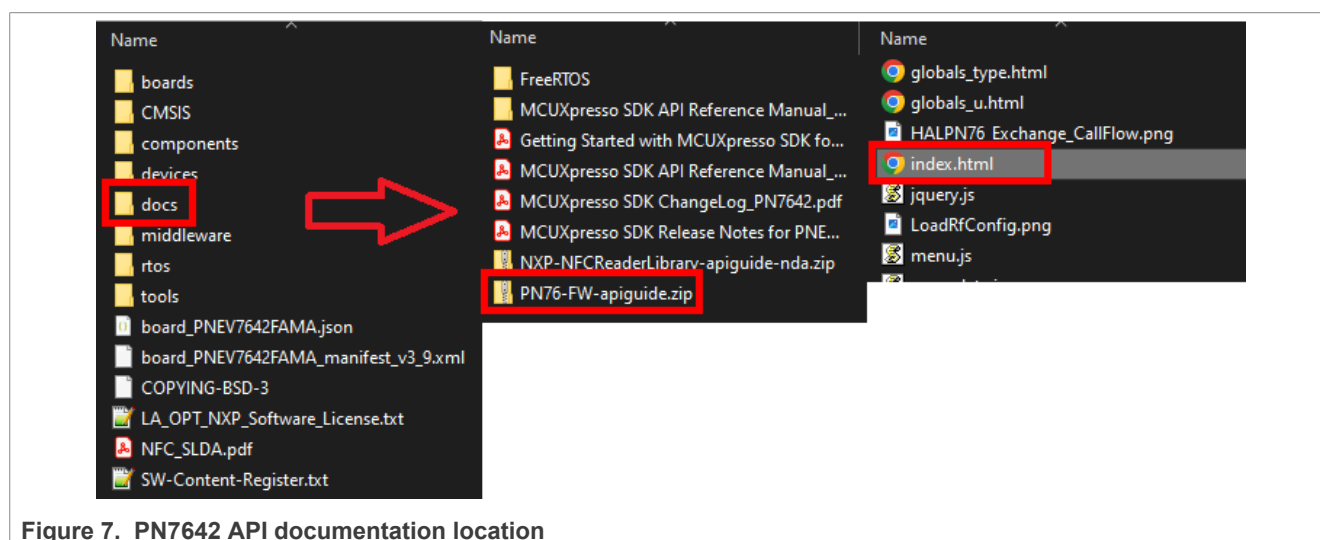 Name
boards
CMSIS
components
devices
docs
middleware
rtos
tools
board_PNEV7642FAMA.json
board_PNEV7642FAMA_manifest_v3_9.xml
COPYING-BSD-3
LA_OPT_NXP_Software_License.txt
NFC_SLDA.pdf
SW-Content-Register.txt
Name
FreeRTOS
MCUXpresso SDK API Reference Manual_...
Getting Started with MCUXpresso SDK fo...
MCUXpresso SDK API Reference Manual_...
MCUXpresso SDK ChangeLog_PN7642.pdf
MCUXpresso SDK Release Notes for PNE...
NXP-NFCReaderLibrary-apiguide-nda.zip
PN76-FW-apiguide.zip
Name
globals_type.html
globals_u.html
HALPN76_Exchange_CallFlow.png
index.html
jquery.js
LoadRfConfig.png
menu.js
Figure 7. PN7642 API documentation location